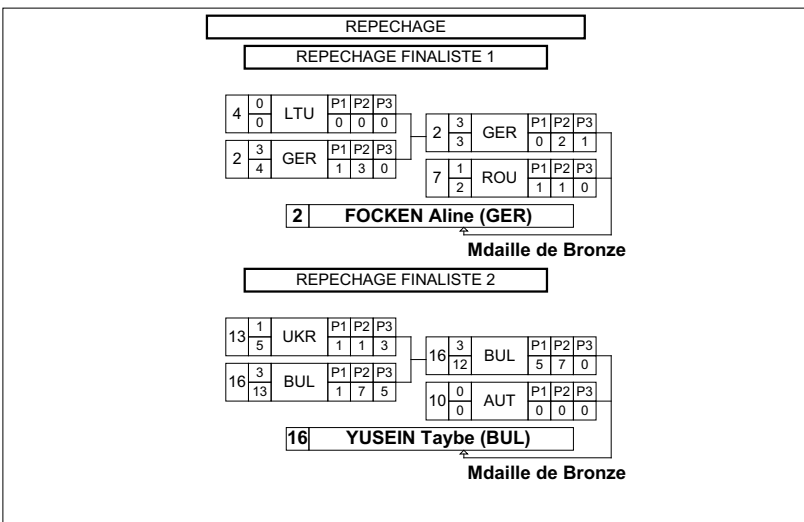 REPECHAGE
REPECHAGE FINALISTE 1
4 0 0 LTU P1 P2 P3 0 0 0
2 3 4 GER P1 P2 P3 1 3 0
2 3 3 GER P1 P2 P3 0 2 1
7 1 2 ROU P1 P2 P3 1 1 0
2 FOCKEN Aline (GER)
Mdaille de Bronze
REPECHAGE FINALISTE 2
13 1 5 UKR P1 P2 P3 1 1 3
16 3 13 BUL P1 P2 P3 1 7 5
16 3 12 BUL P1 P2 P3 5 7 0
10 0 0 AUT P1 P2 P3 0 0 0
16 YUSEIN Taybe (BUL)
Mdaille de Bronze